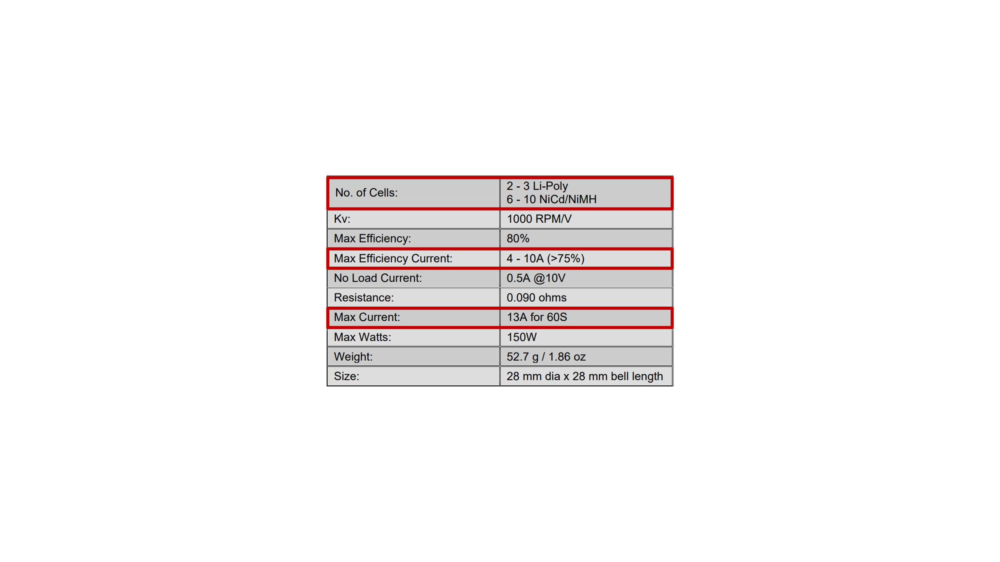 No. of Cells:
2 - 3 Li-Poly
6 - 10 NiCd/NiMH
Kv:
1000 RPM/V
Max Efficiency:
80%
Max Efficiency Current:
4 - 10A (>75%)
No Load Current:
0.5A @10V
Resistance:
0.090 ohms
Max Current:
13A for 60S
Max Watts:
150W
Weight:
52.7 g / 1.86 oz
Size:
28 mm dia x 28 mm bell length